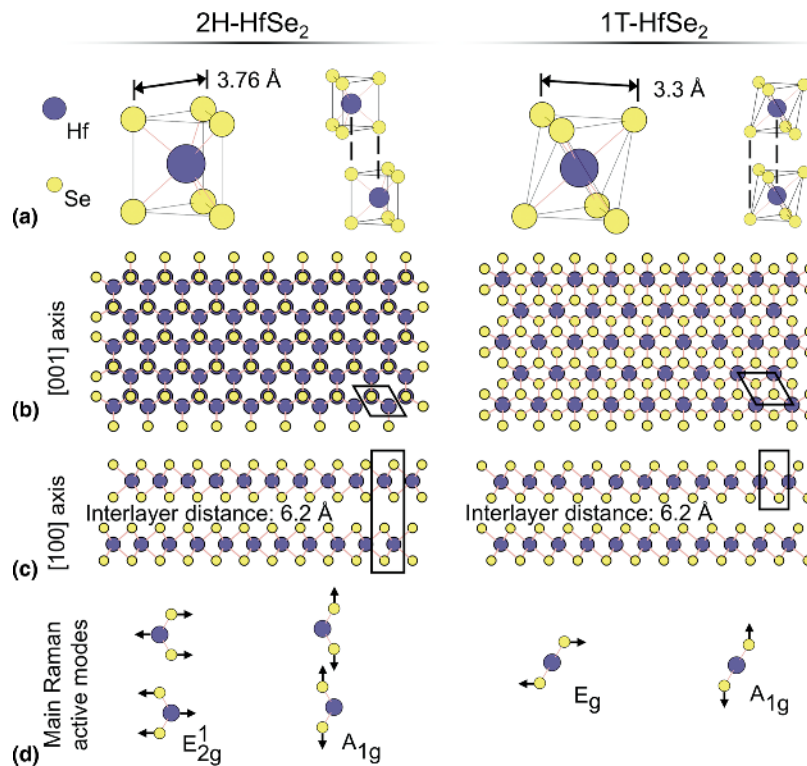 2H-HfSe₂
1T-HfSe₂
3.76 Å
3.3 Å
Hf
Se
(a)
[001] axis
(b)
[100] axis
Interlayer distance: 6.2 Å
Interlayer distance: 6.2 Å
(c)
Main Raman
active modes
E¹₂g
A₁g
Eg
A₁g
(d)